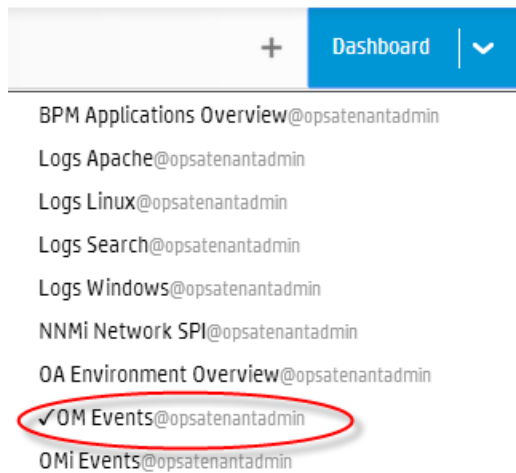 + Dashboard
BPM Applications Overview@opsatenantadmin
Logs Apache@opsatenantadmin
Logs Linux@opsatenantadmin
Logs Search@opsatenantadmin
Logs Windows@opsatenantadmin
NNMi Network SPI@opsatenantadmin
OA Environment Overview@opsatenantadmin
✓OM Events@opsatenantadmin
OMi Events@opsatenantadmin